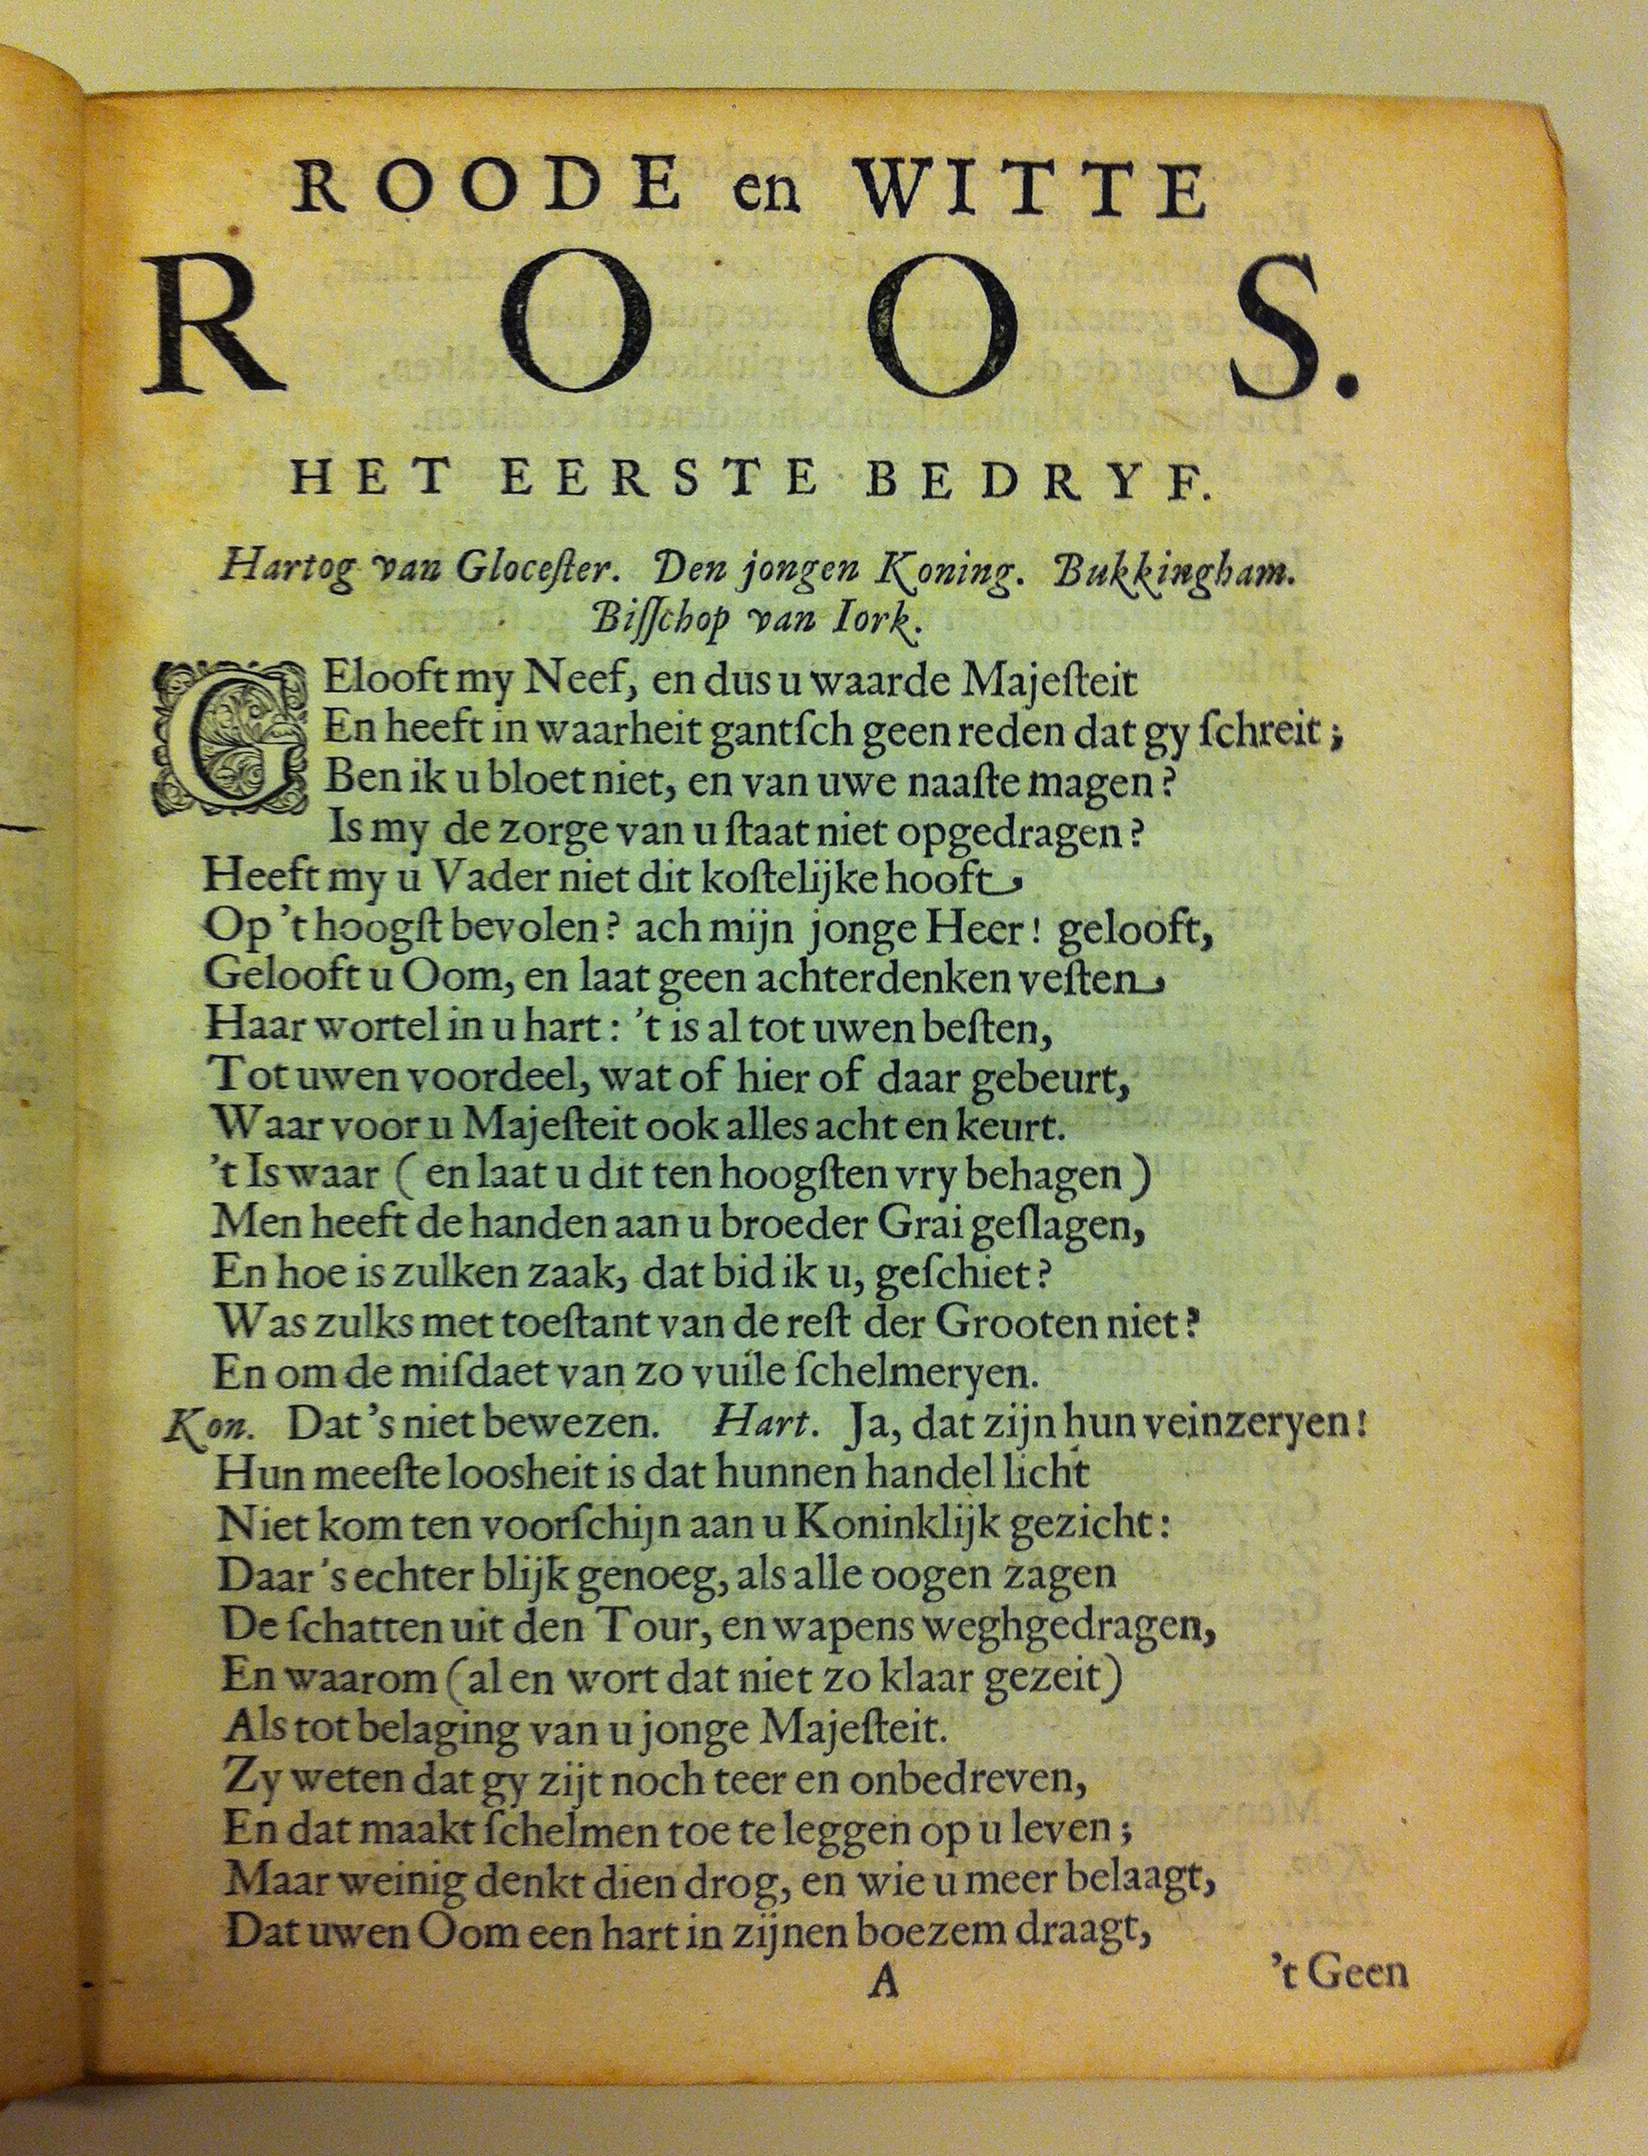 ROODE en WITTE
ROOS.
HET EERSTE BEDRYF.
Hartog van Gloceſter. Den jongen Koning. Bukkingham.
Biſſchop van Iork.
GElooft my Neef, en dus u waarde Majeſteit
En heeft in waarheit gantſch geen reden dat gy ſchreit;
Ben ik u bloet niet, en van uwe naaſte magen?
Is my de zorge van u ſtaat niet opgedragen?
Heeft my u Vader niet dit koſtelijke hooft
Op 't hoogſt bevolen? ach mijn jonge Heer! gelooft,
Gelooft u Oom, en laat geen achterdenken veſten
Haar wortel in u hart: 't is al tot uwen beſten,
Tot uwen voordeel, wat of hier of daar gebeurt,
Waar voor u Majeſteit ook alles acht en keurt.
't Is waar (en laat u dit ten hoogſten vry behagen)
Men heeft de handen aan u broeder Grai geſlagen,
En hoe is zulken zaak, dat bid ik u, geſchiet?
Was zulks met toeſtant van de reſt der Grooten niet?
En om de miſdaet van zo vuile ſchelmeryen.
Kon. Dat 's niet bewezen. Hart. Ja, dat zijn hun veinzeryen!
Hun meeſte loosheit is dat hunnen handel licht
Niet kom ten voorſchijn aan u Koninklijk gezicht:
Daar 's echter blijk genoeg, als alle oogen zagen
De ſchatten uit den Tour, en wapens weghgedragen,
En waarom (al en wort dat niet zo klaar gezeit)
Als tot belaging van u jonge Majeſteit.
Zy weten dat gy zijt noch teer en onbedreven,
En dat maakt ſchelmen toe te leggen op u leven;
Maar weinig denkt dien drog, en wie u meer belaagt,
Dat uwen Oom een hart in zijnen boezem draagt,
A
't Geen